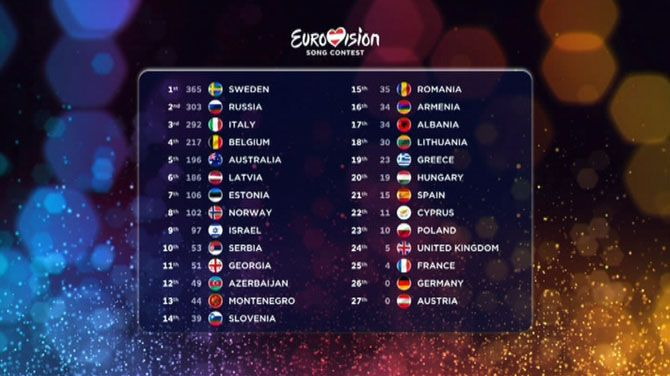 EUROVISION
SONG CONTEST
1st 365 SWEDEN
2nd 303 RUSSIA
3rd 292 ITALY
4th 217 BELGIUM
5th 196 AUSTRALIA
6th 186 LATVIA
7th 106 ESTONIA
8th 102 NORWAY
9th 97 ISRAEL
10th 53 SERBIA
11th 51 GEORGIA
12th 49 AZERBAIJAN
13th 44 MONTENEGRO
14th 39 SLOVENIA
15th 35 ROMANIA
16th 34 ARMENIA
17th 34 ALBANIA
18th 30 LITHUANIA
19th 23 GREECE
20th 19 HUNGARY
21th 15 SPAIN
22th 11 CYPRUS
23th 10 POLAND
24th 5 UNITED KINGDOM
25th 4 FRANCE
26th 0 GERMANY
27th 0 AUSTRIA